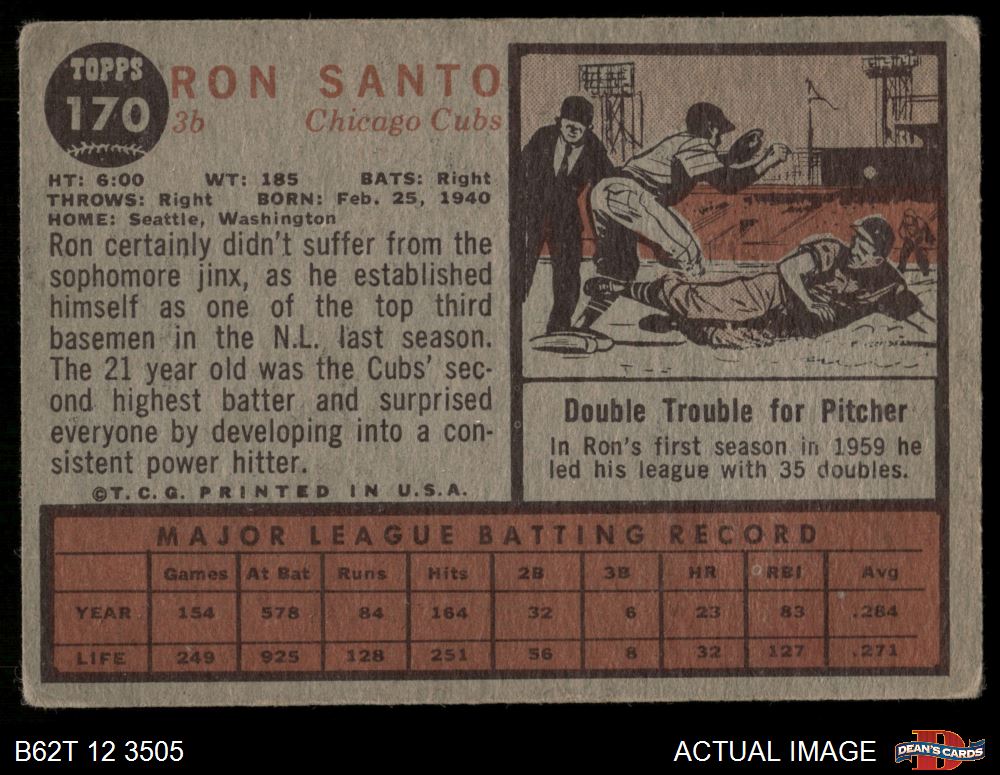 TOPPS
170
RON SANTO
3b Chicago Cubs
HT: 6:00 WT: 185 BATS: Right
THROWS: Right BORN: Feb. 25, 1940
HOME: Seattle, Washington
Ron certainly didn't suffer from the
sophomore jinx, as he established
himself as one of the top third
basemen in the N.L. last season.
The 21 year old was the Cubs' sec-
ond highest batter and surprised
everyone by developing into a con-
sistent power hitter.
©T.C.G. PRINTED IN U.S.A.
Double Trouble for Pitcher
In Ron's first season in 1959 he
led his league with 35 doubles.
MAJOR LEAGUE BATTING RECORD
Games At Bat Runs Hits 2B 3B HR RBI Avg
YEAR 154 578 84 164 32 6 23 83 .284
LIFE 249 925 128 251 56 8 32 127 .271
B62T 12 3505
ACTUAL IMAGE
D
DEAN'S CARDS